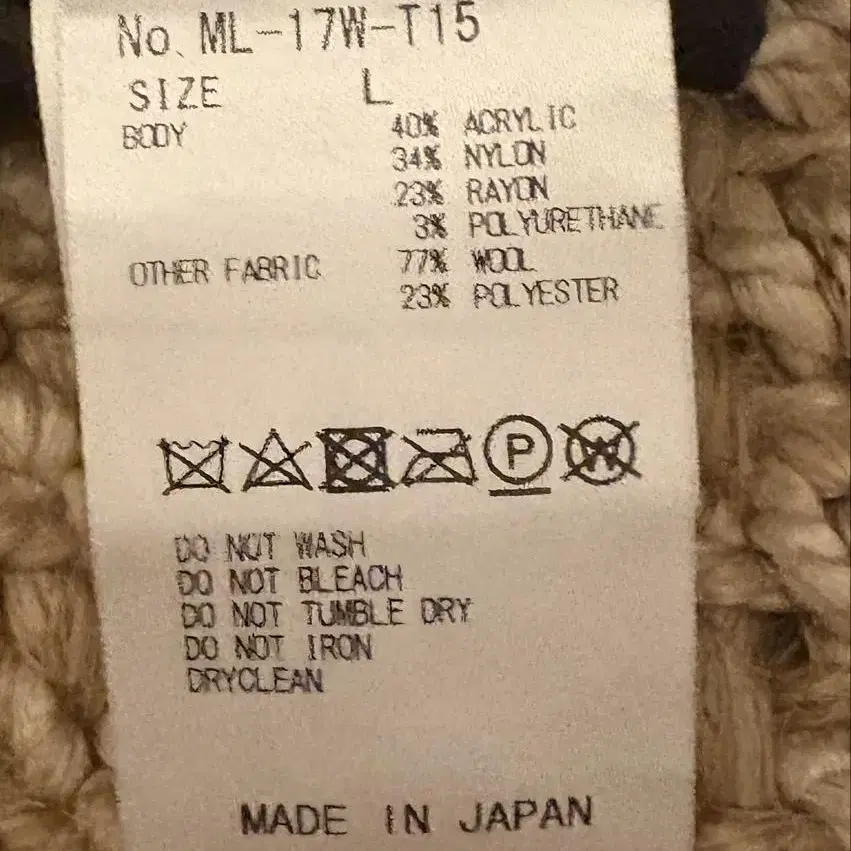 No. ML-17W-T15
SIZE L
BODY 40% ACRYLIC
34% NYLON
23% RAYON
3% POLYURETHANE
OTHER FABRIC 77% WOOL
23% POLYESTER
P W
DO NOT WASH
DO NOT BLEACH
DO NOT TUMBLE DRY
DO NOT IRON
DRYCLEAN
MADE IN JAPAN